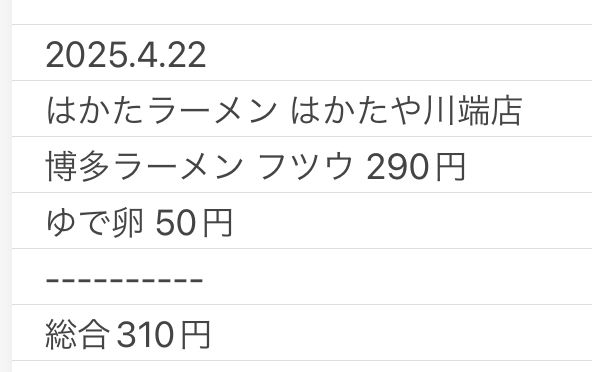 2025.4.22
はかたラーメン はかたや川端店
博多ラーメン フツウ 290円
ゆで卵 50円
----------
総合310円